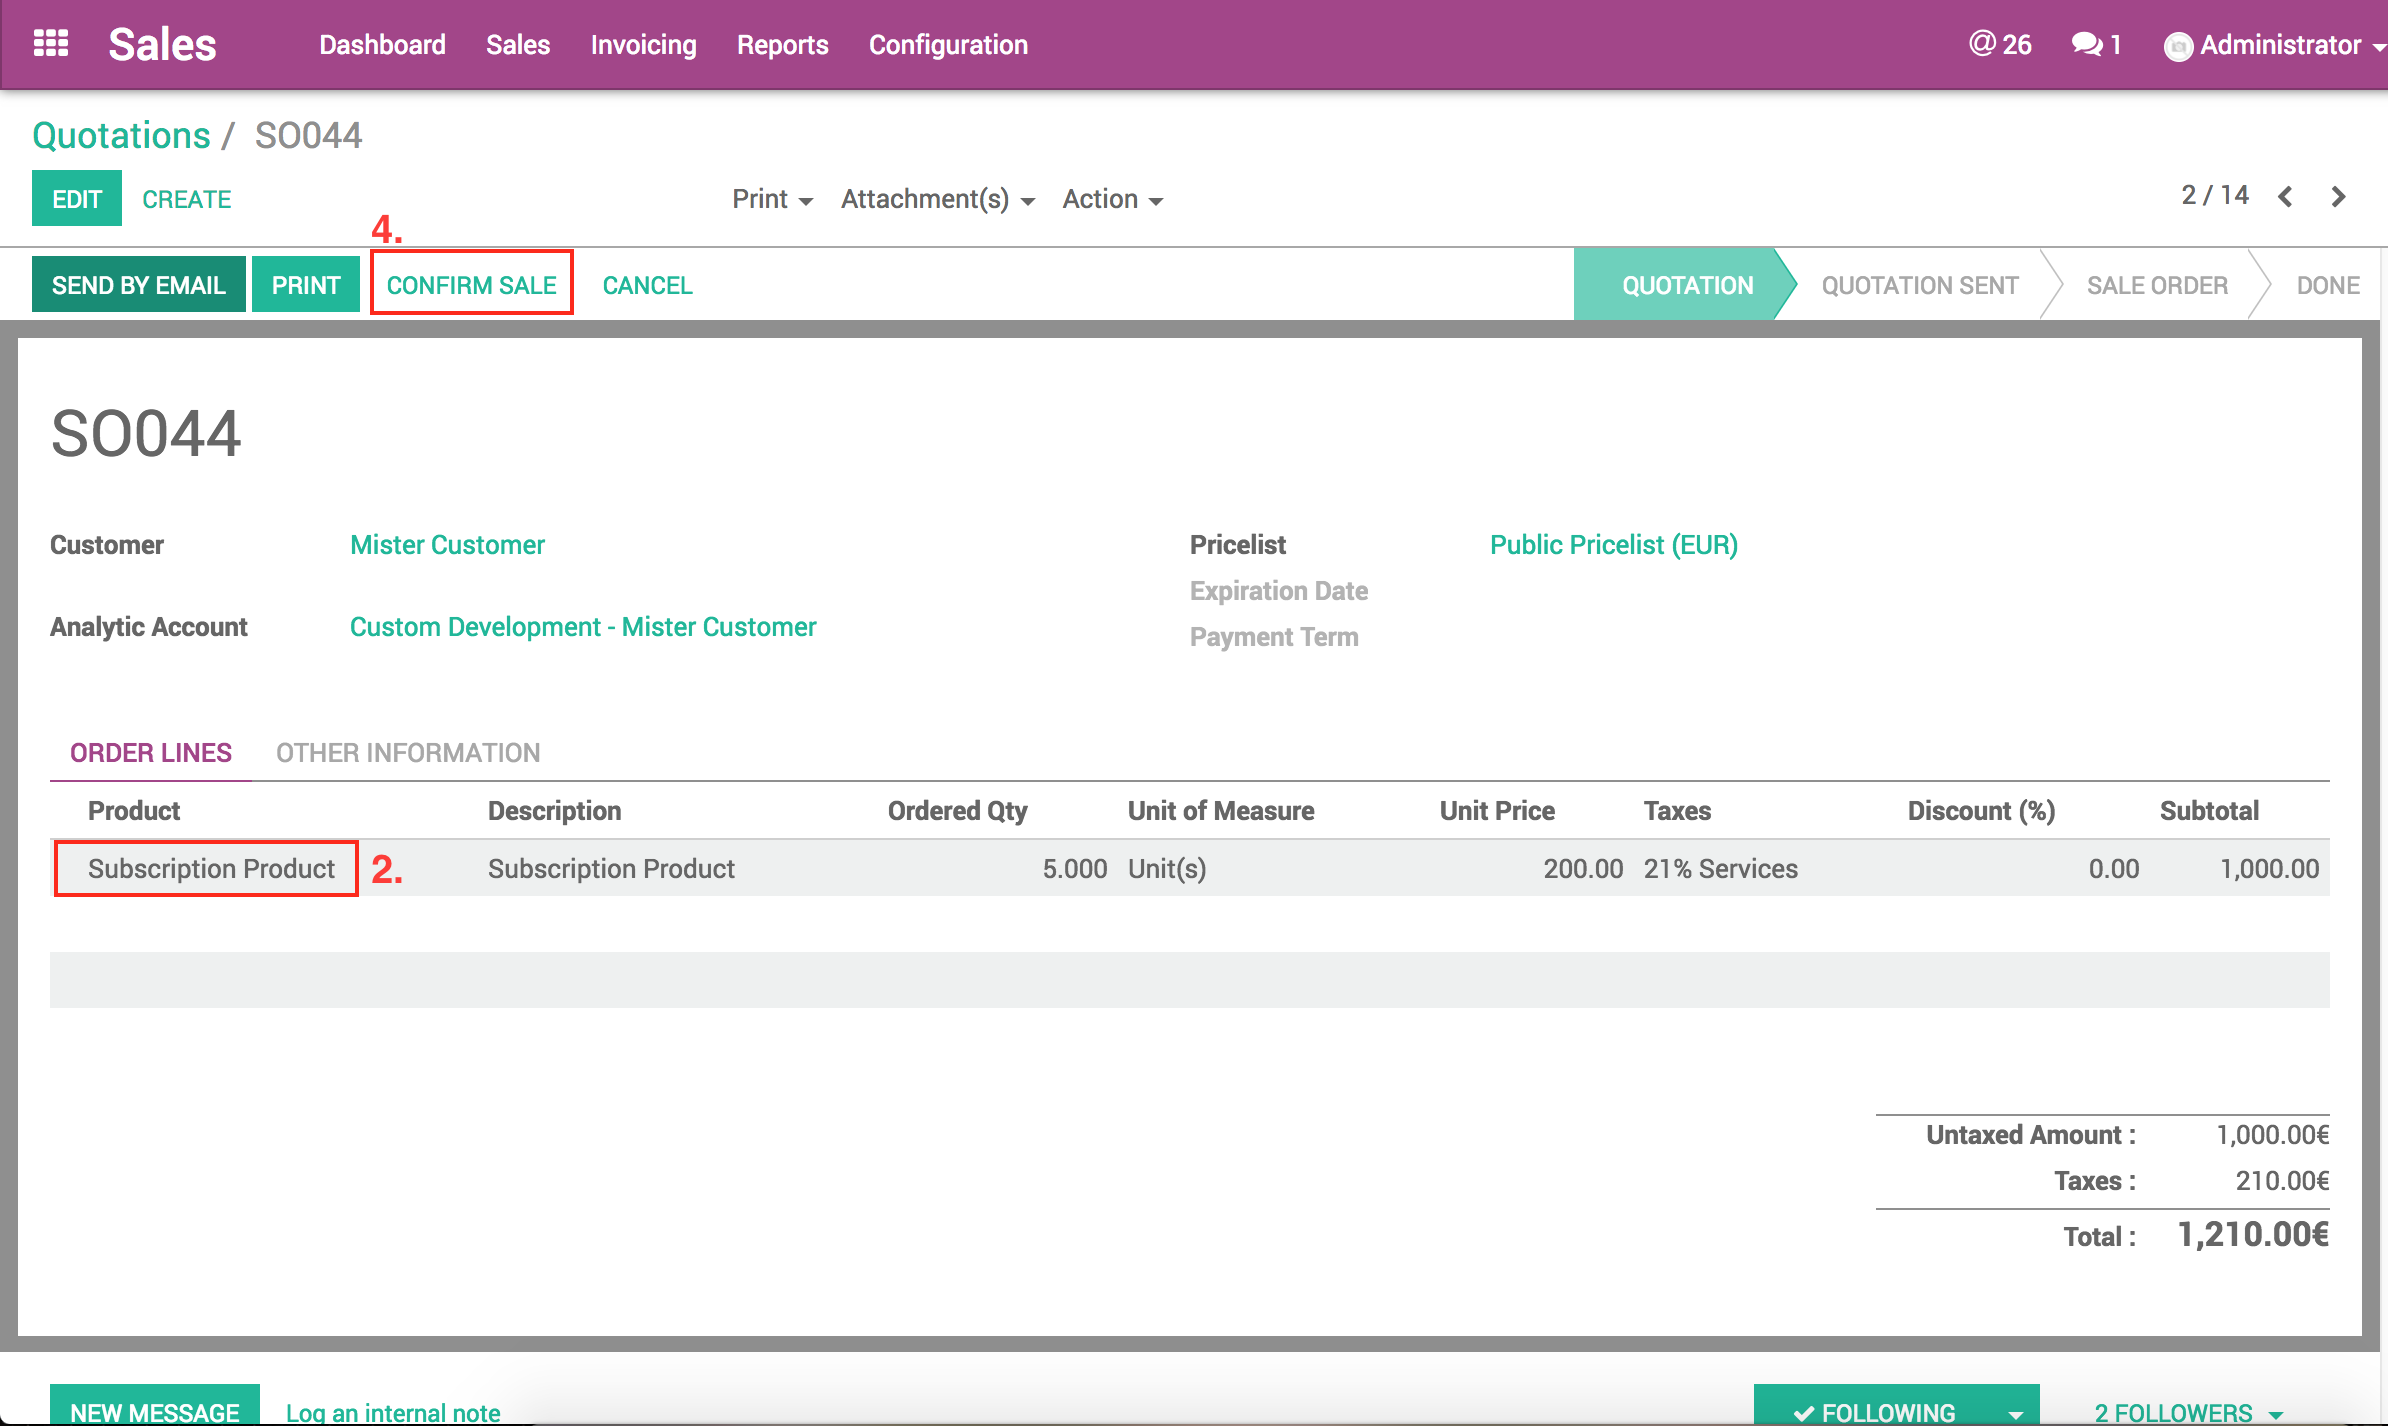 Sales Dashboard Sales Invoicing Reports Configuration @ 26 1 Administrator
Quotations / SO044
EDIT CREATE Print Attachment(s) Action 2 / 14
4.
SEND BY EMAIL PRINT CONFIRM SALE CANCEL QUOTATION QUOTATION SENT SALE ORDER DONE
SO044
Customer Mister Customer Pricelist Public Pricelist (EUR)
Expiration Date
Analytic Account Custom Development - Mister Customer Payment Term
ORDER LINES OTHER INFORMATION
Product Description Ordered Qty Unit of Measure Unit Price Taxes Discount (%) Subtotal
Subscription Product 2. Subscription Product 5.000 Unit(s) 200.00 21% Services 0.00 1,000.00
Untaxed Amount : 1,000.00€
Taxes : 210.00€
Total : 1,210.00€
NEW MESSAGE Log an internal note FOLLOWING 2 FOLLOWERS